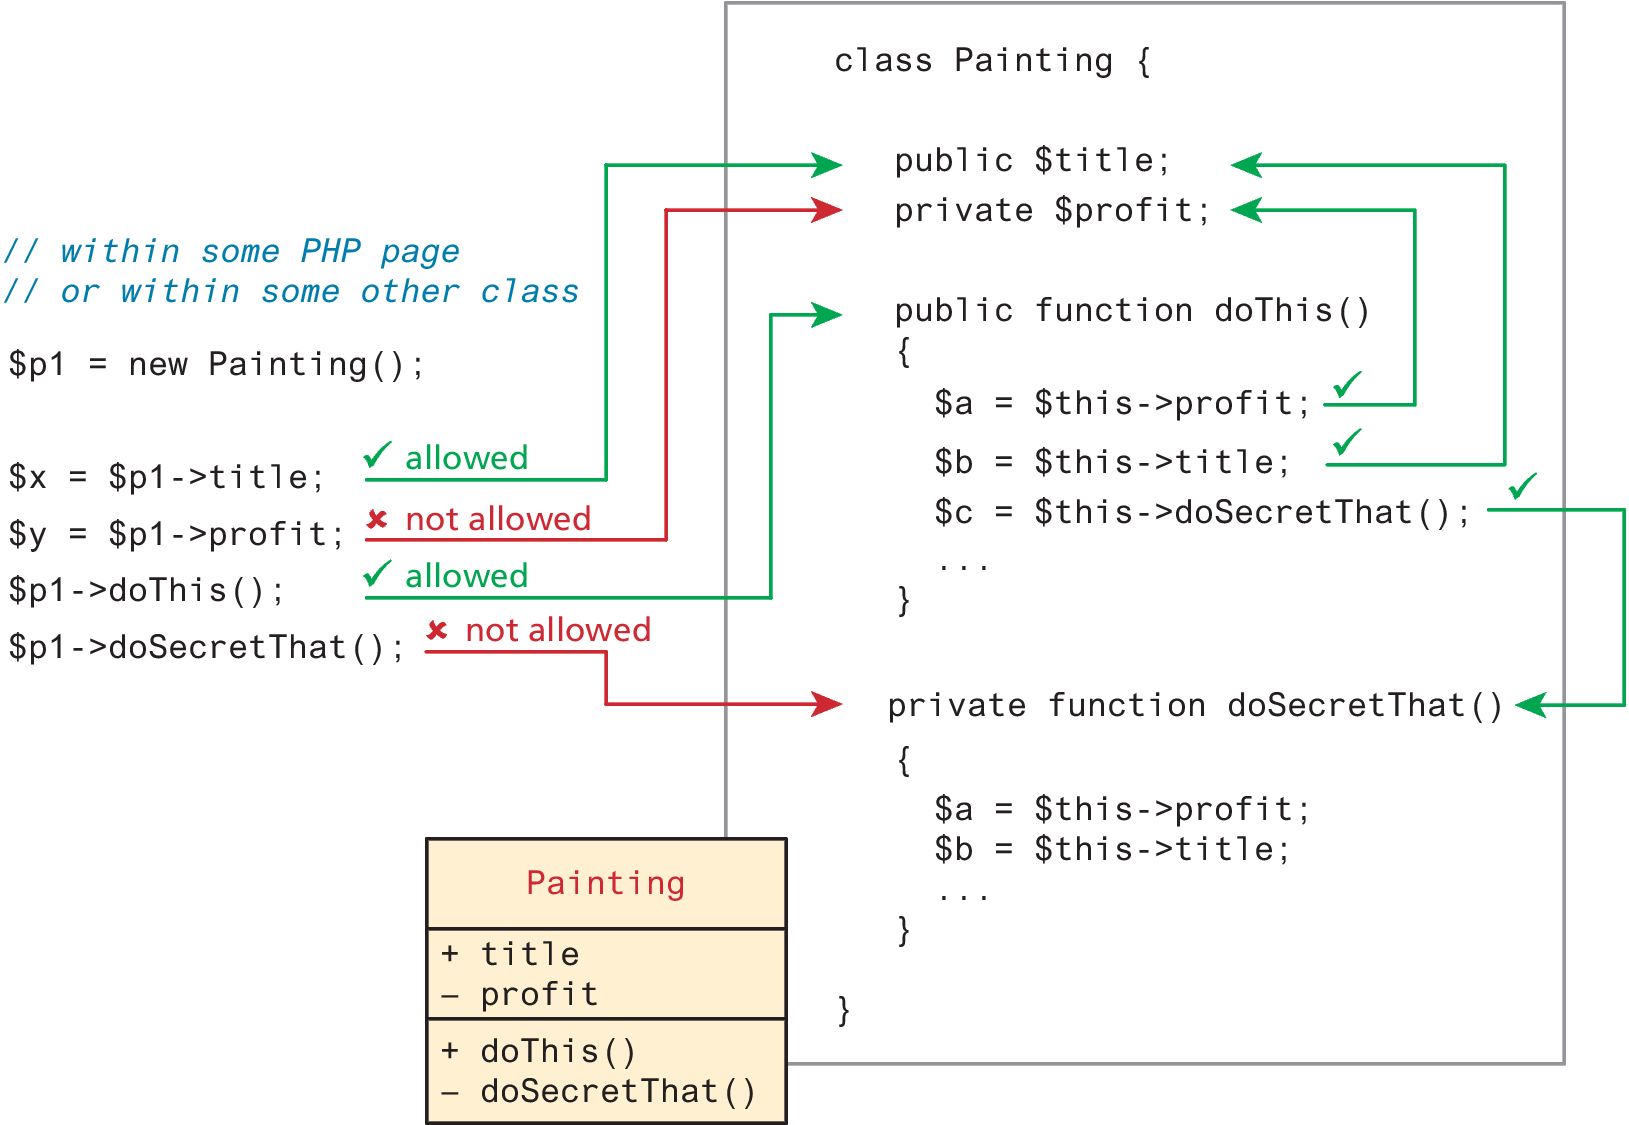 // within some PHP page
// or within some other class
$p1 = new Painting();
$x = $p1->title;
allowed
$y = $p1->profit;
not allowed
$p1->doThis();
allowed
$p1->doSecretThat();
not allowed
class Painting {
public $title;
private $profit;
public function doThis()
{
$a = $this->profit;
$b = $this->title;
$c = $this->doSecretThat();
...
}
private function doSecretThat()
{
$a = $this->profit;
$b = $this->title;
...
}
}
Painting
+ title
– profit
+ doThis()
– doSecretThat()